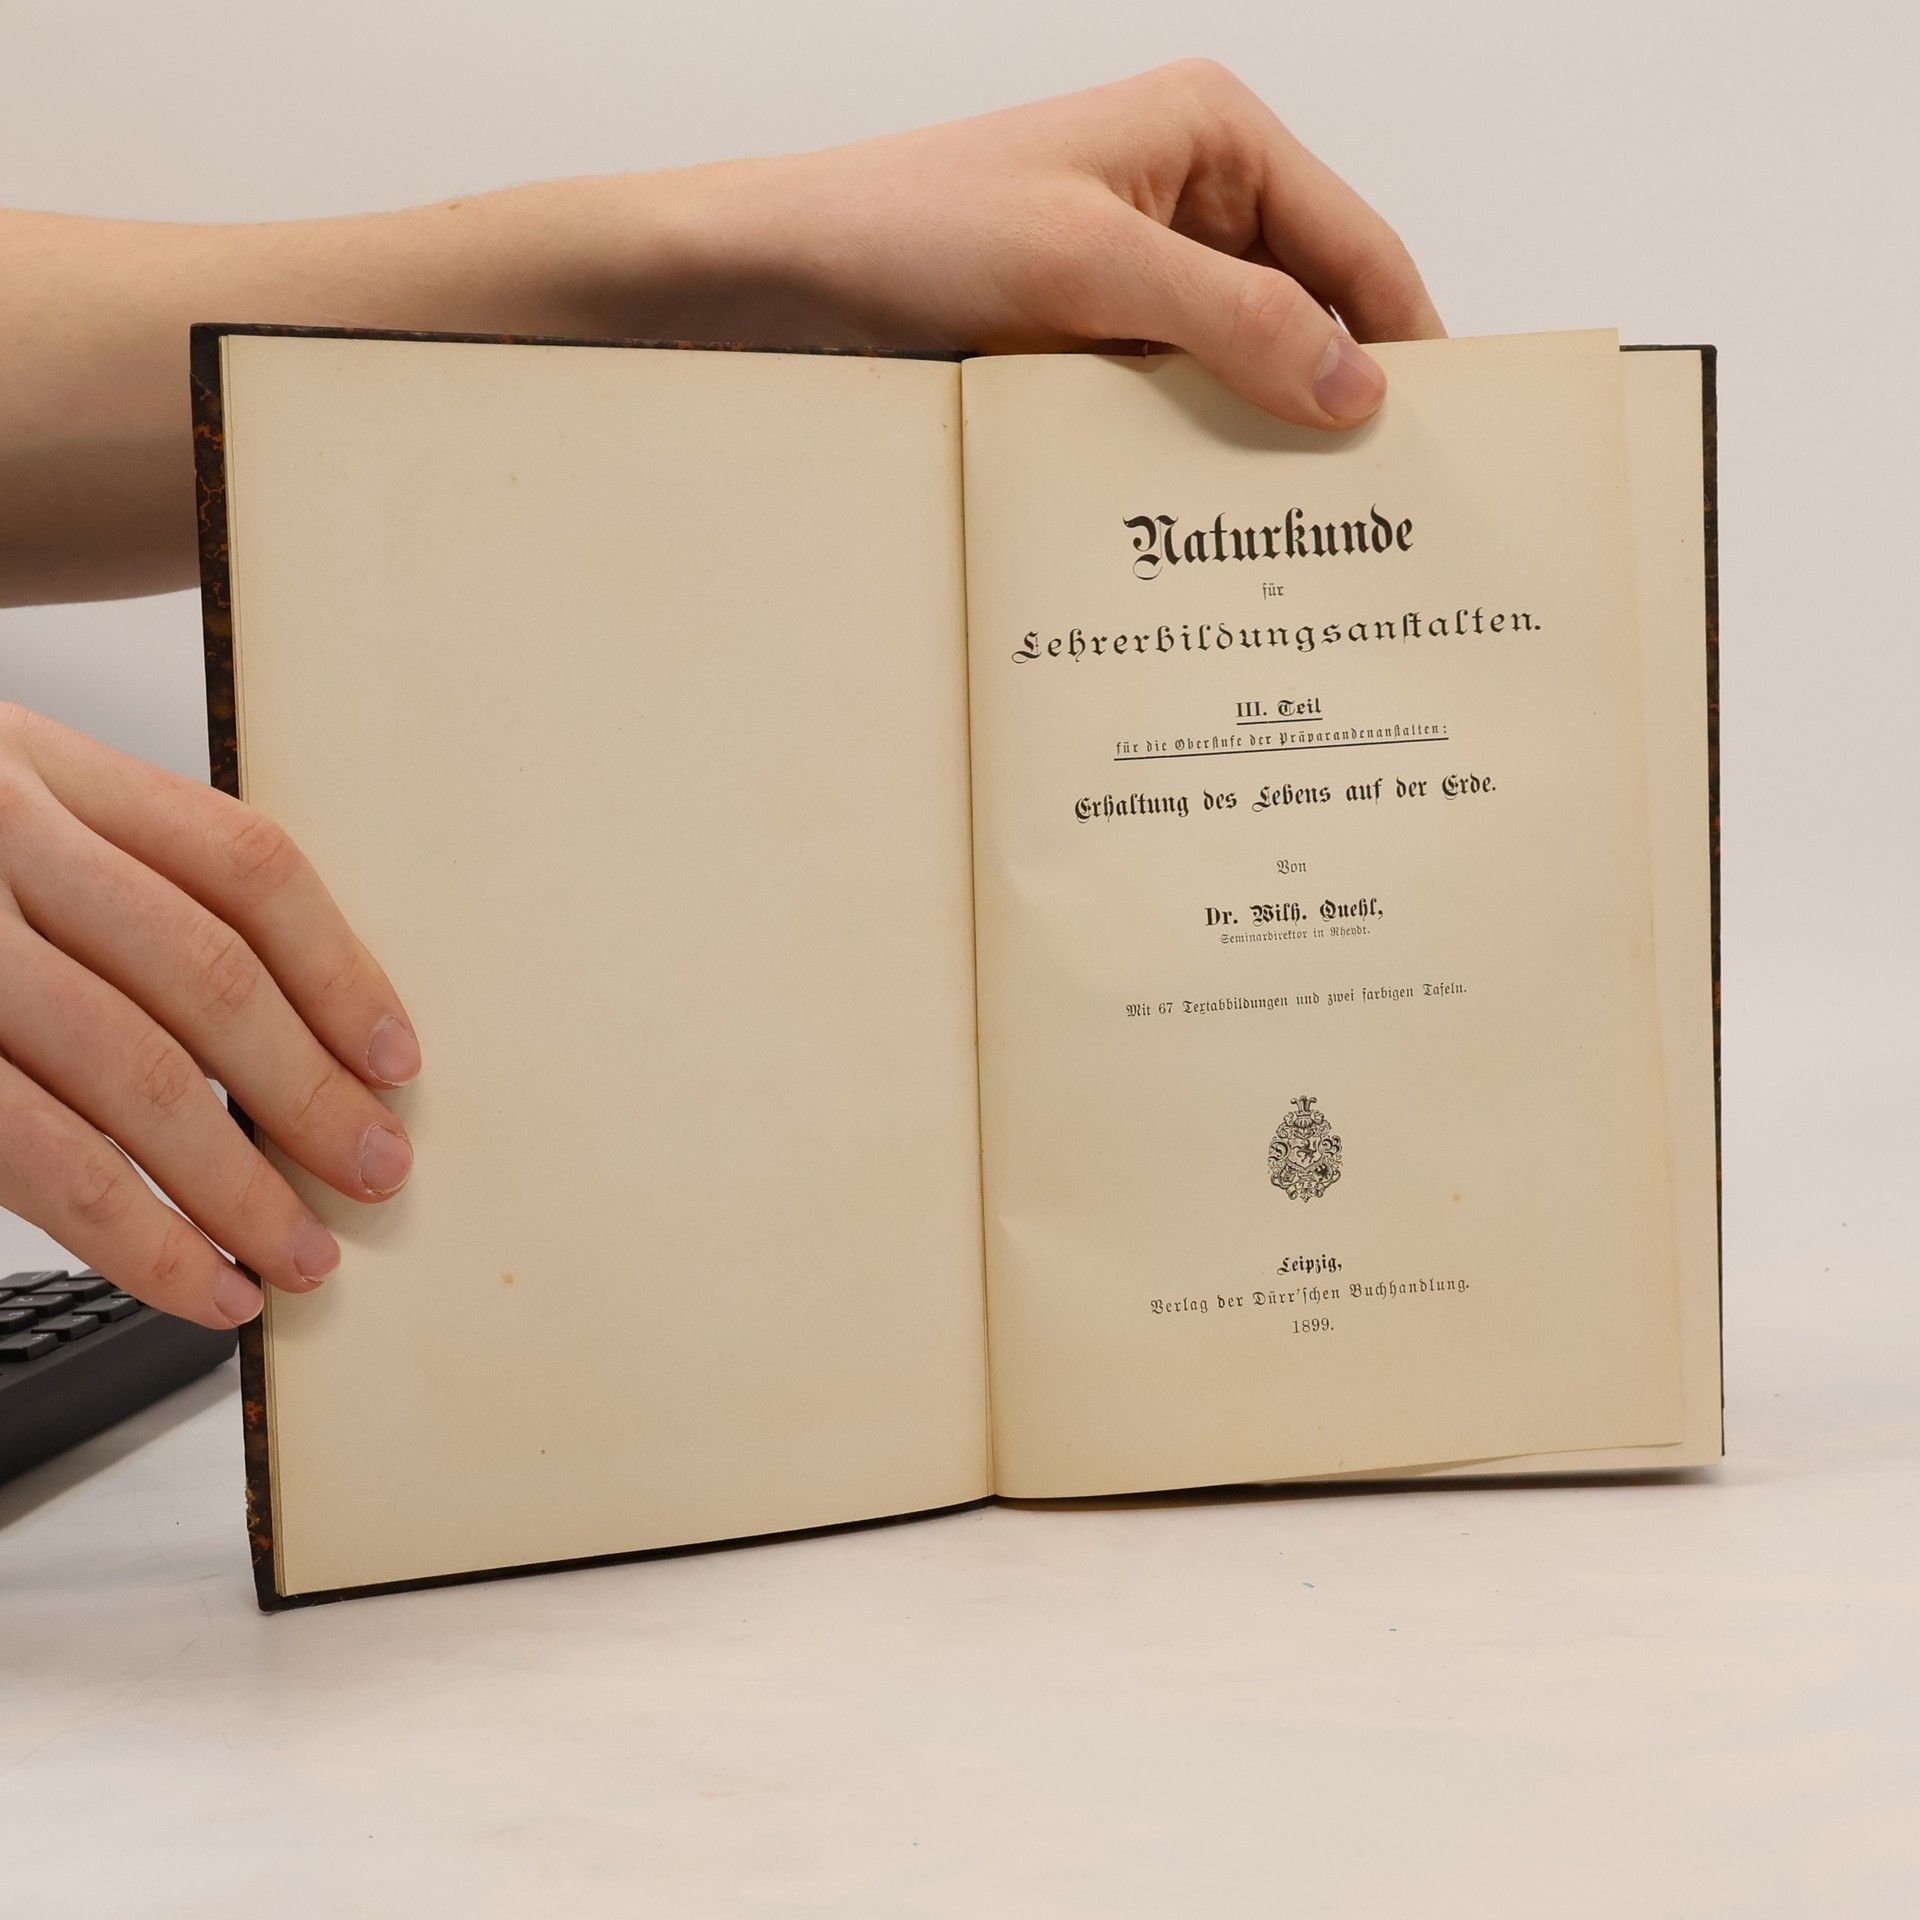 Naturkunde
für
Lehrerbildungsanstalten.
III. Teil
für die Oberstufe der Präparandenanstalten:
Erhaltung des Lebens auf der Erde.
Von
Dr. Wilh. Quehl,
Seminardirektor in Rheydt.
Mit 67 Textabbildungen und zwei farbigen Tafeln.
D B
Leipzig,
Verlag der Dürr'schen Buchhandlung.
1899.